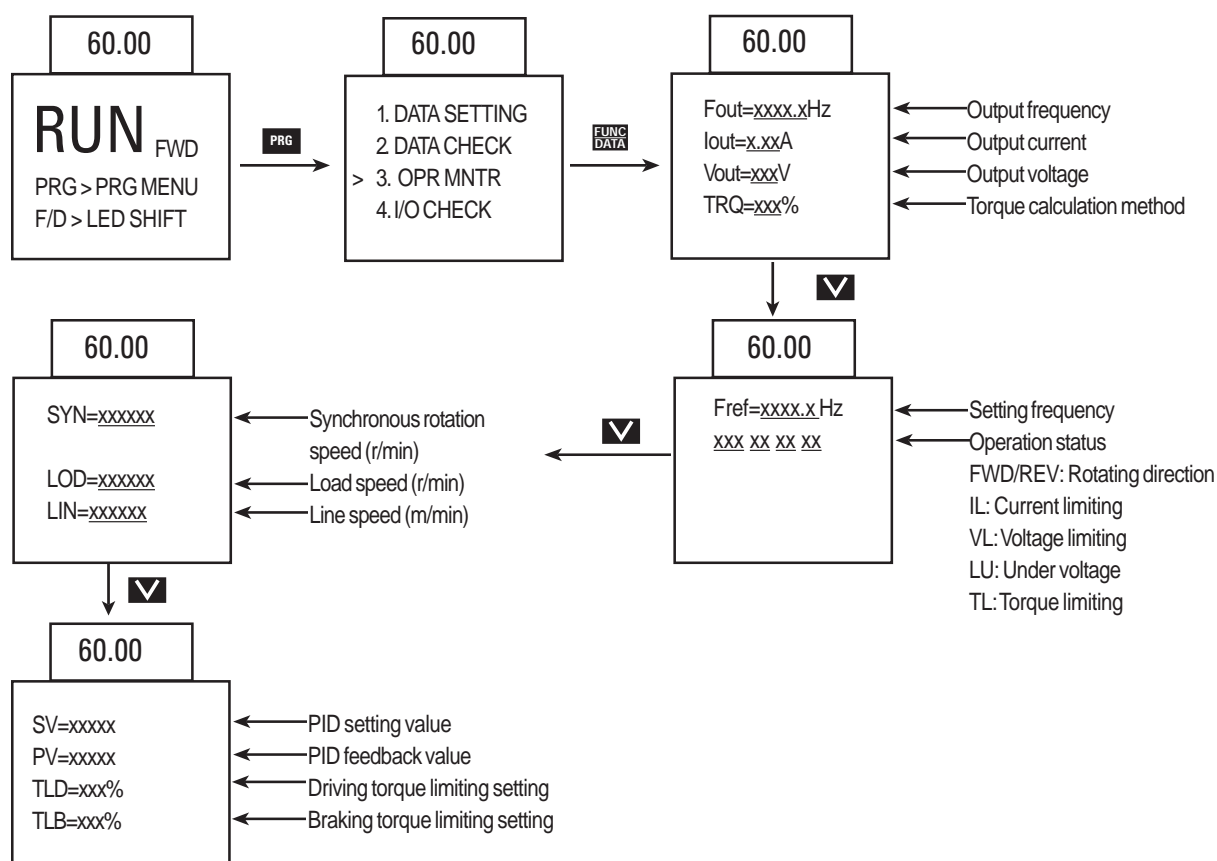 60.00
RUN FWD
PRG > PRG MENU
F/D > LED SHIFT
PRG
60.00
1. DATA SETTING
2. DATA CHECK
> 3. OPR MNTR
4. I/O CHECK
FUNC
DATA
60.00
Fout=xxxx.xHz
Output frequency
Iout=x.xxA
Output current
Vout=xxxV
Output voltage
TRQ=xxx%
Torque calculation method
60.00
Fref=xxxx.x Hz
Setting frequency
xxx xx xx xx
Operation status
FWD/REV: Rotating direction
IL: Current limiting
VL: Voltage limiting
LU: Under voltage
TL: Torque limiting
60.00
SYN=xxxxxx
Synchronous rotation
speed (r/min)
LOD=xxxxxx
Load speed (r/min)
LIN=xxxxxx
Line speed (m/min)
60.00
SV=xxxxx
PID setting value
PV=xxxxx
PID feedback value
TLD=xxx%
Driving torque limiting setting
TLB=xxx%
Braking torque limiting setting